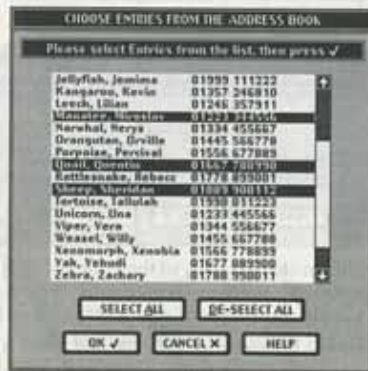 CHOOSE ENTRIES FROM THE ADDRESS BOOK
Please select Entries from the list, then press ✓
Jellyfish, Jemima 01999 111222
Kangaroo, Kevin 01357 246810
Leech, Lilian 01246 357911
Manatee, Miroslav 01223 344556
Narwhal, Nerys 01334 455667
Orangutan, Orville 01445 566778
Porpoise, Percival 01556 677889
Quail, Quentin 01667 788990
Rattlesnake, Rebecc 01778 899001
Sheep, Sheridan 01889 900112
Tortoise, Tallulah 01990 011223
Unicorn, Una 01233 445566
Viper, Vera 01344 556677
Weasel, Willy 01455 667788
Xenomorph, Xenobia 01566 778899
Yak, Yehudi 01677 889900
Zebra, Zachary 01788 990011
SELECT ALL DE-SELECT ALL
OK ✓ CANCEL ✕ HELP